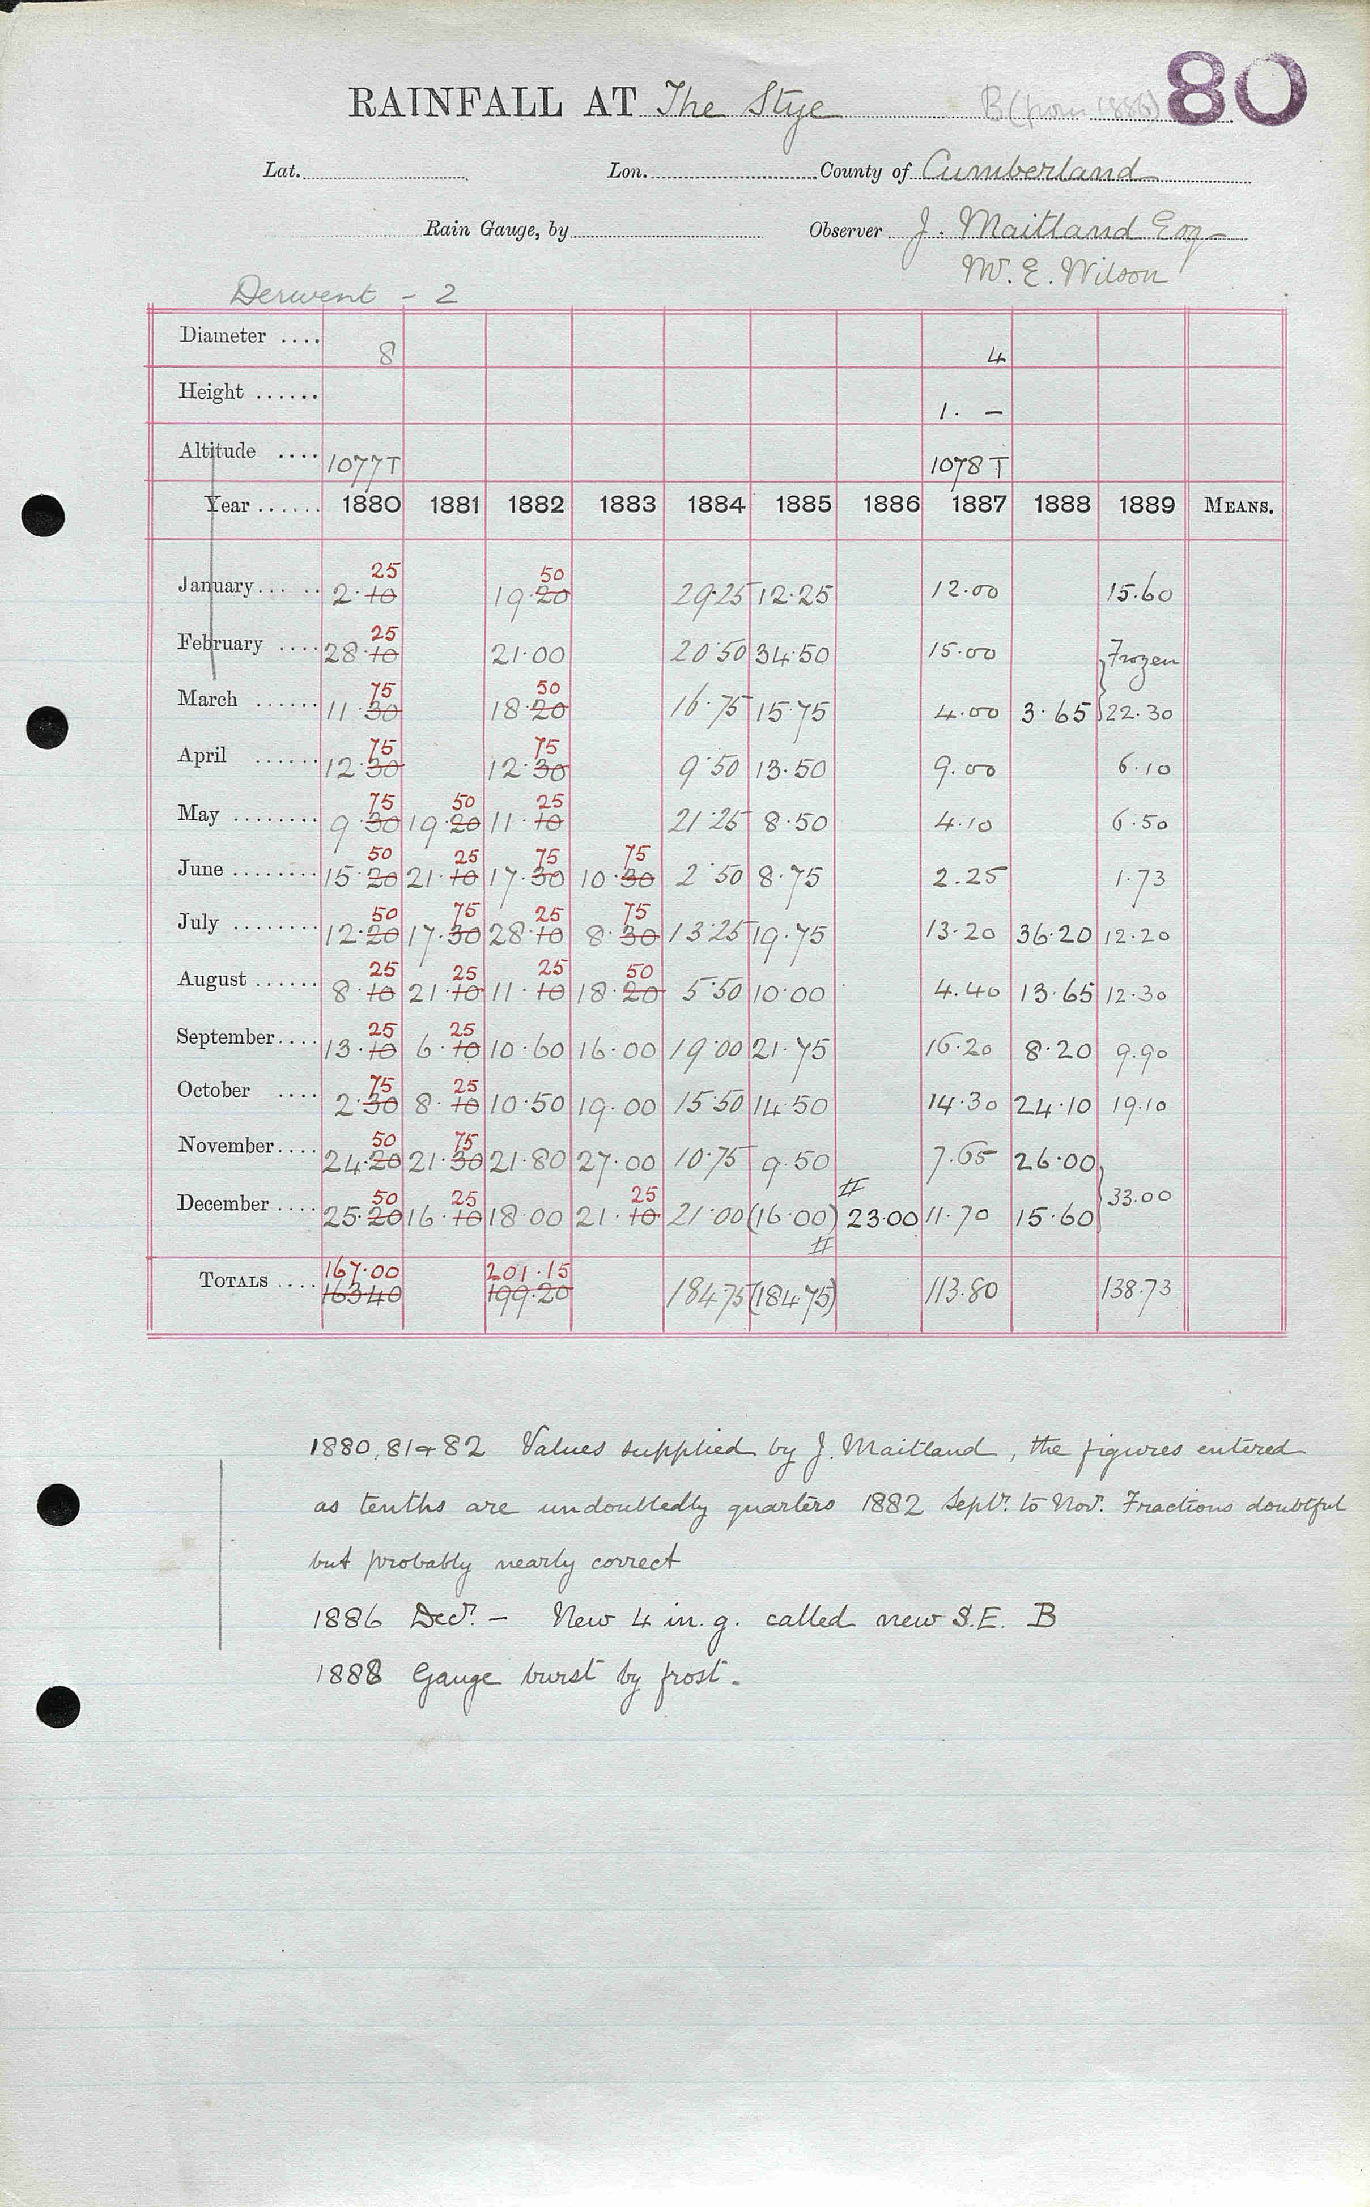 80
RAINFALL AT The Stye B (from 1886)
Lat. Lon. County of Cumberland
Rain Gauge, by Observer J. Maitland Esq
W. E. Wilson
Derwent - 2
Diameter .... 8 4
Height ...... 1. -
Altitude .... 1077T 1078T
Year ...... 1880 1881 1882 1883 1884 1885 1886 1887 1888 1889 MEANS.
25 50
January...... 2.10 19.20 29.25 12.25 12.00 15.60
25
February .... 28.10 21.00 20.50 34.50 15.00 Frozen
75 50
March ...... 11.30 18.20 16.75 15.75 4.00 3.65 22.30
75 75
April ...... 12.30 12.30 9.50 13.50 9.00 6.10
75 50 25
May ........ 9.30 19.20 11.10 21.25 8.50 4.10 6.50
50 25 75 75
June ........ 15.20 21.10 17.30 10.30 2.50 8.75 2.25 1.73
50 75 25 75
July ........ 12.20 17.30 28.10 8.30 13.25 19.75 13.20 36.20 12.20
25 25 25 50
August ...... 8.10 21.10 11.10 18.20 5.50 10.00 4.40 13.65 12.30
25 25
September.... 13.10 6.10 10.60 16.00 19.00 21.75 16.20 8.20 9.90
75 25
October .... 2.30 8.10 10.50 19.00 15.50 14.50 14.30 24.10 19.10
50 75
November.... 24.20 21.30 21.80 27.00 10.75 9.50 7.65 26.00
50 25 25
December .... 25.20 16.10 18.00 21.10 21.00 (16.00) 23.00 11.70 15.60 33.00
167.00 201.15
TOTALS .... 163.40 199.20 184.75 (184.75) 113.80 138.73
1880, 81 & 82 Values supplied by J. Maitland, the figures entered
as tenths are undoubtedly quarters 1882 Septr. to Novr. Fractions doubtful
but probably nearly correct
1886 Decr. - New 4 in. g. called new S.E. B
1888 Gauge burst by frost.